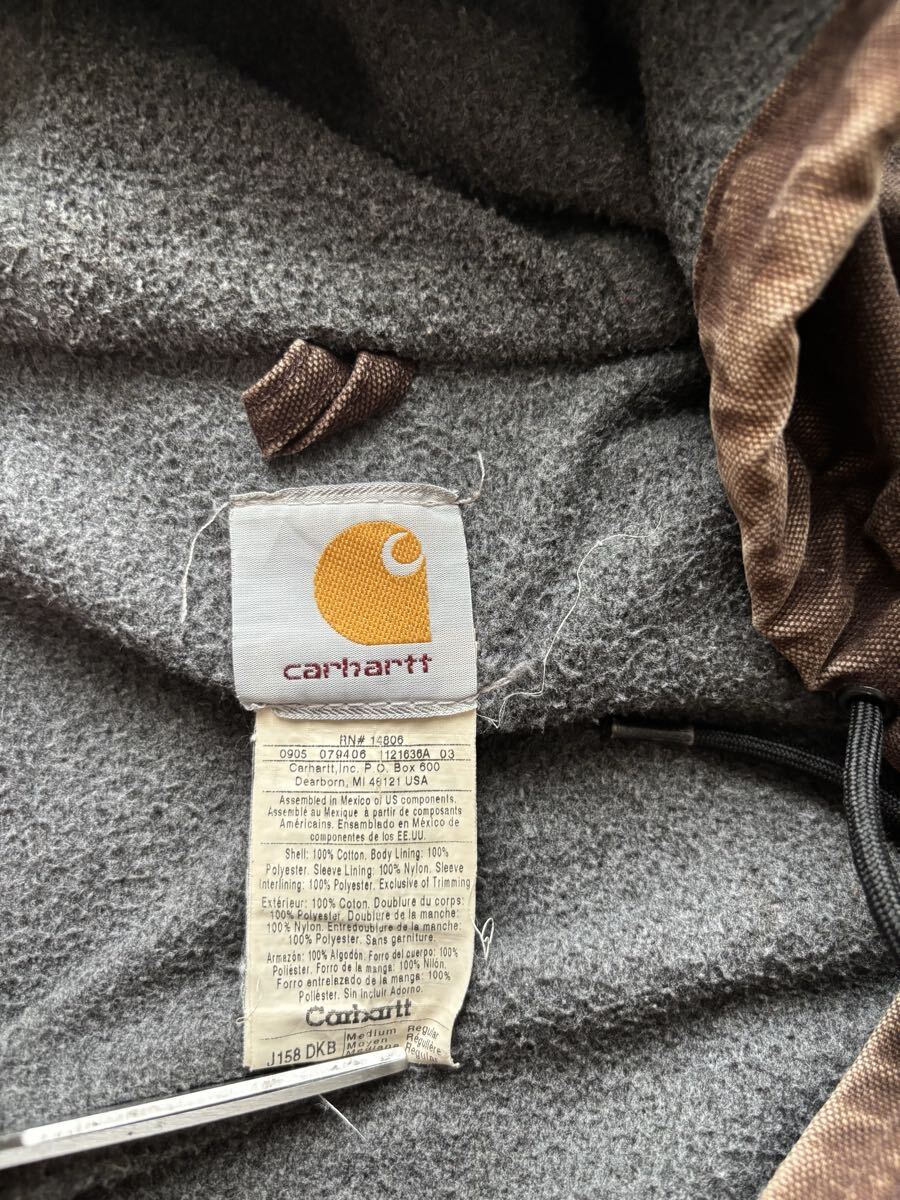 carhartt
RN# 14806
0905 079406 1121636A 03
Carhartt,Inc. P.O. Box 600
Dearborn, MI 48121 USA
Assembled in Mexico of US components.
Assemblé au Mexique à partir de composants
Américains. Ensamblado en México de
componentes de los EE.UU.
Shell: 100% Cotton. Body Lining: 100%
Polyester. Sleeve Lining: 100% Nylon. Sleeve
Interlining: 100% Polyester. Exclusive of Trimming
Extérieur: 100% Coton. Doublure du corps:
100% Polyester. Doublure de la manche:
100% Nylon. Entredoublure de la manche:
100% Polyester. Sans garniture.
Armazón: 100% Algodón. Forro del cuerpo: 100%
Poliéster. Forro de la manga: 100% Nilón.
Forro entrelazado de la manga: 100%
Poliéster. Sin incluir Adorno.
Carhartt
J158 DKB
Medium Regular
Moyen Régulière
Regular